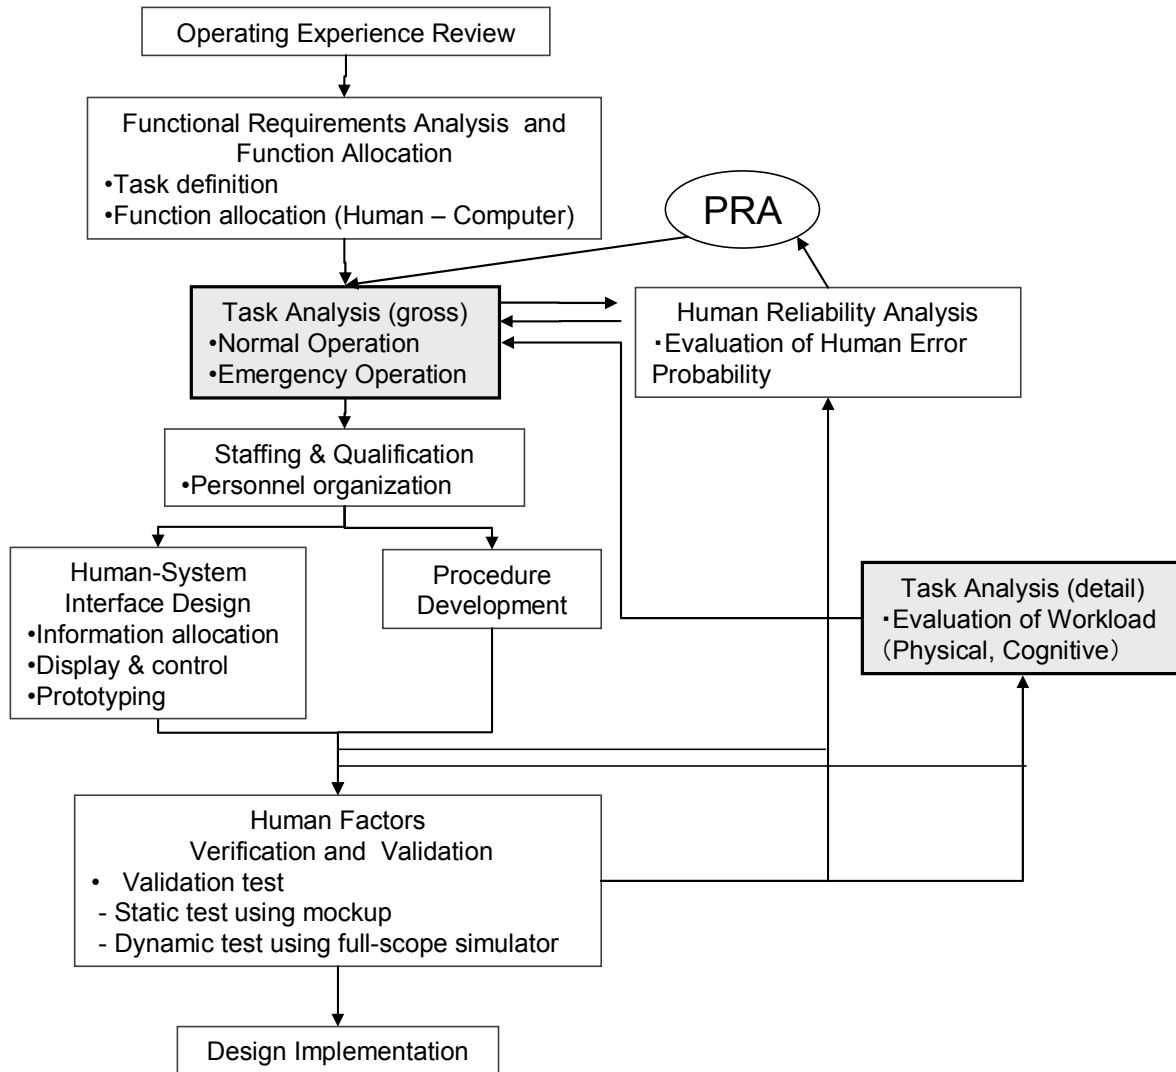 Operating Experience Review
Functional Requirements Analysis and
Function Allocation
•Task definition
•Function allocation (Human – Computer)
PRA
Task Analysis (gross)
•Normal Operation
•Emergency Operation
Human Reliability Analysis
・Evaluation of Human Error
Probability
Staffing & Qualification
•Personnel organization
Human-System
Interface Design
•Information allocation
•Display & control
•Prototyping
Procedure
Development
Task Analysis (detail)
・Evaluation of Workload
（Physical, Cognitive）
Human Factors
Verification and Validation
• Validation test
- Static test using mockup
- Dynamic test using full-scope simulator
Design Implementation